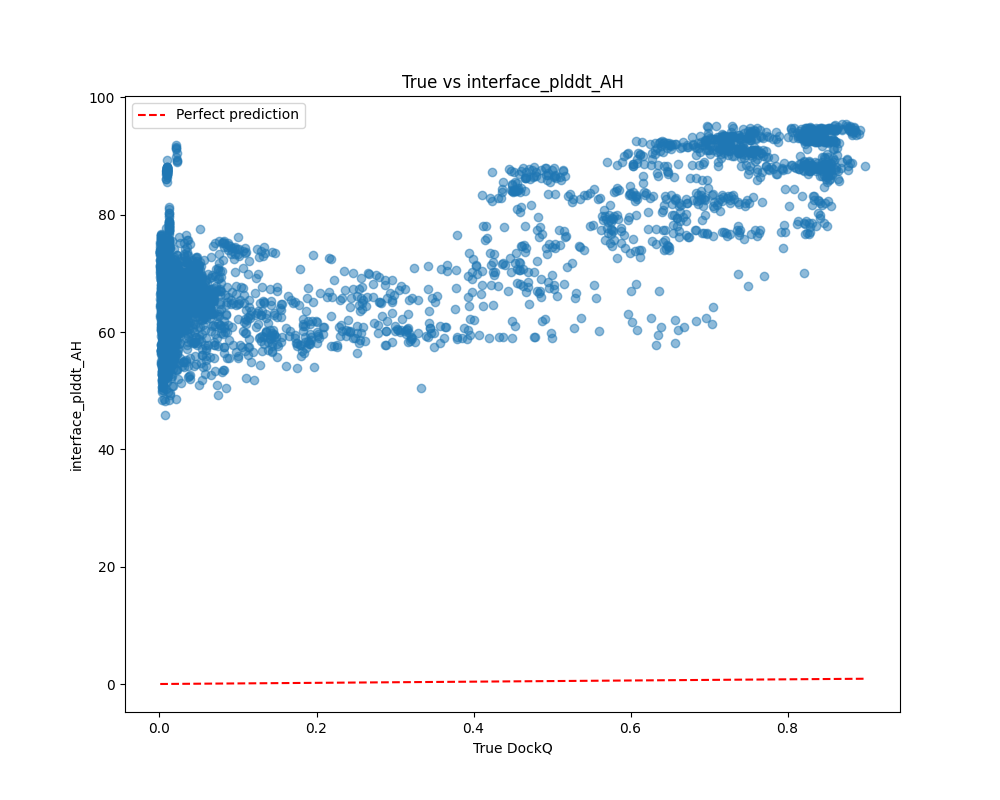 True vs interface_plddt_AH
Perfect prediction
100
80
60
40
20
0
interface_plddt_AH
0.0 0.2 0.4 0.6 0.8
True DockQ